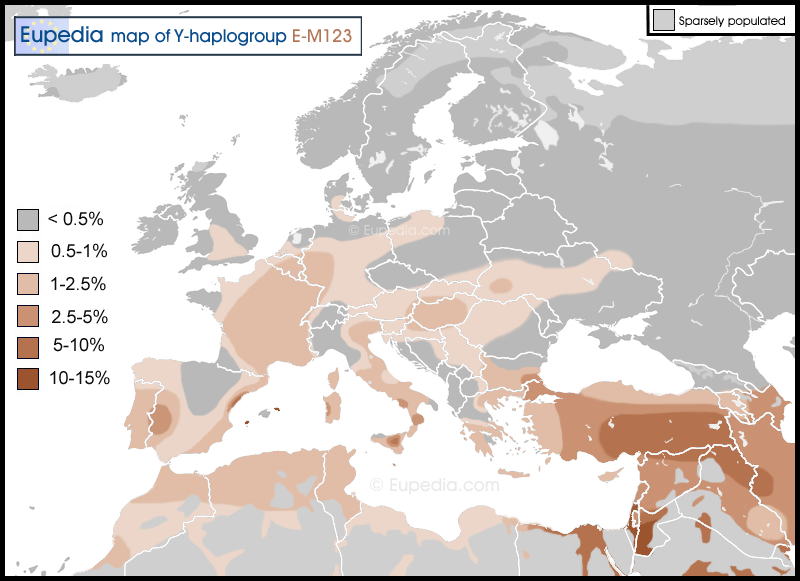 Eupedia map of Y-haplogroup E-M123
Sparsely populated
< 0.5%
0.5-1%
1-2.5%
2.5-5%
5-10%
10-15%
© Eupedia.com
© Eupedia.com